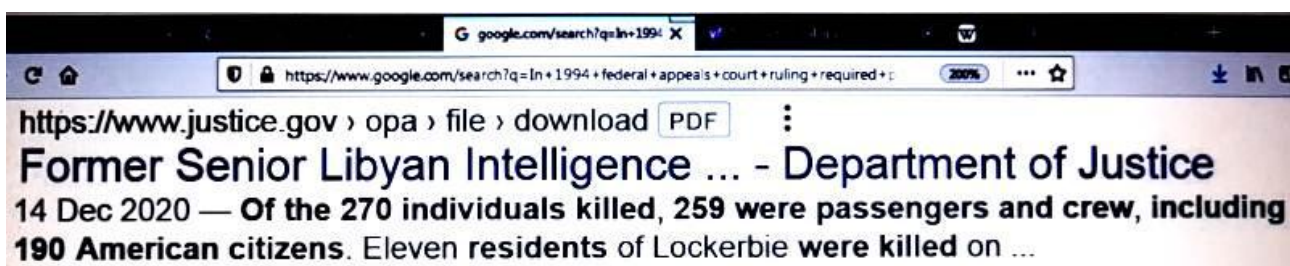 G google.com/search?q=In+1994 X
https://www.google.com/search?q=In+1994+federal+appeals+court+ruling+required+ 200% ...
https://www.justice.gov › opa › file › download PDF
Former Senior Libyan Intelligence ... - Department of Justice
14 Dec 2020 — Of the 270 individuals killed, 259 were passengers and crew, including
190 American citizens. Eleven residents of Lockerbie were killed on ...